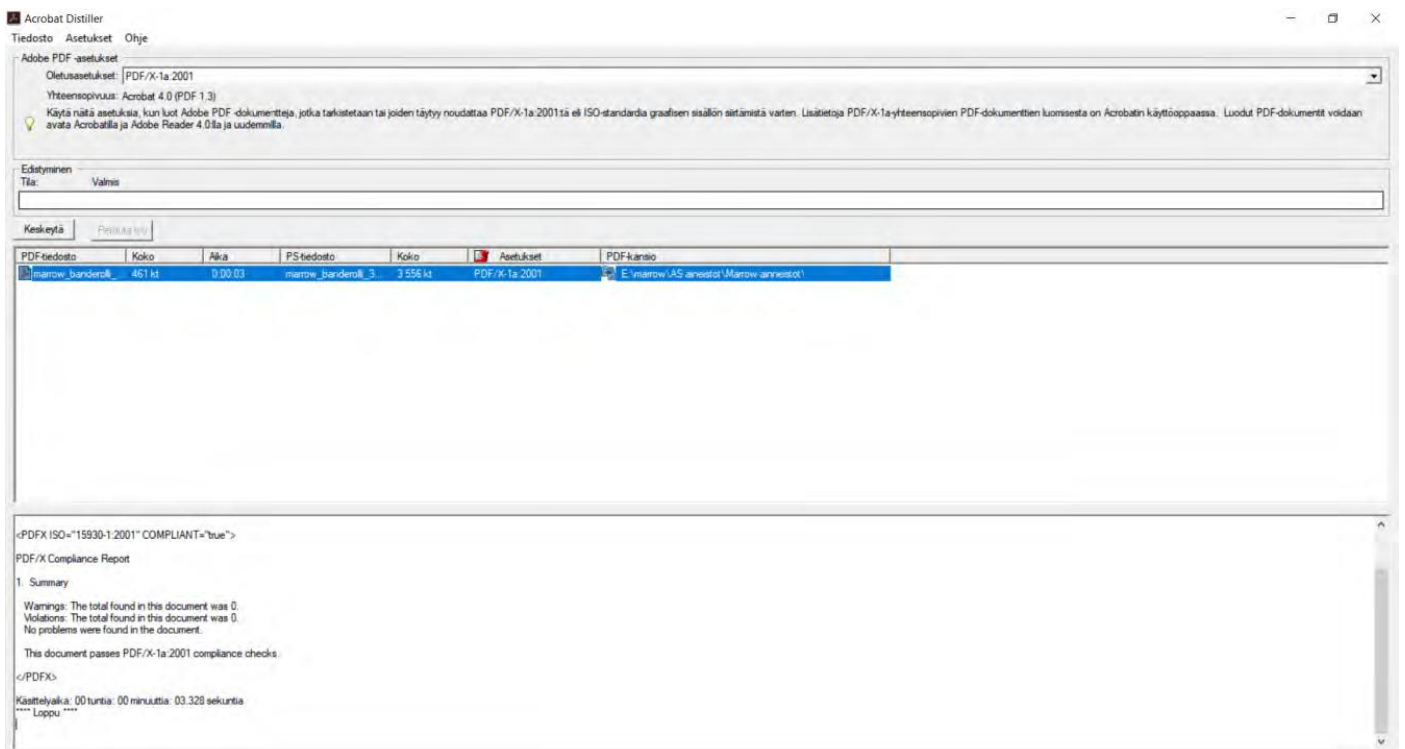 Acrobat Distiller
Tiedosto Asetukset Ohje
Adobe PDF -asetukset
Oletusasetukset: PDF/X-1a:2001
Yhteensopivuus: Acrobat 4.0 (PDF 1.3)
Käytä näitä asetuksia, kun luot Adobe PDF -dokumentteja, jotka tarkistetaan tai joiden täytyy noudattaa PDF/X-1a:2001:tä eli ISO-standardia graafisen sisällön siirtämistä varten. Lisätietoja PDF/X-1a-yhteensopivien PDF-dokumenttien luomisesta on Acrobatin käyttöoppaassa. Luodut PDF-dokumentit voidaan
avata Acrobatilla ja Adobe Reader 4.0:lla ja uudemmilla.
Edistyminen
Tila: Valmis
Keskeytä
PDF-tiedosto Koko Aika PS-tiedosto Koko Asetukset PDF-kansio
marrow_banderolli_... 461 kt 0:00:03 marrow_banderolli_3... 3 556 kt PDF/X-1a:2001 E:\marrow\AS aineistot\Marrow-ainneistot\
<PDFX ISO="15930-1:2001" COMPLIANT="true">
PDF/X Compliance Report
1. Summary
Warnings: The total found in this document was 0.
Violations: The total found in this document was 0.
No problems were found in the document.
This document passes PDF/X-1a:2001 compliance checks.
</PDFX>
Käsittelyaika: 00 tuntia: 00 minuuttia: 03.328 sekuntia
**** Loppu ****